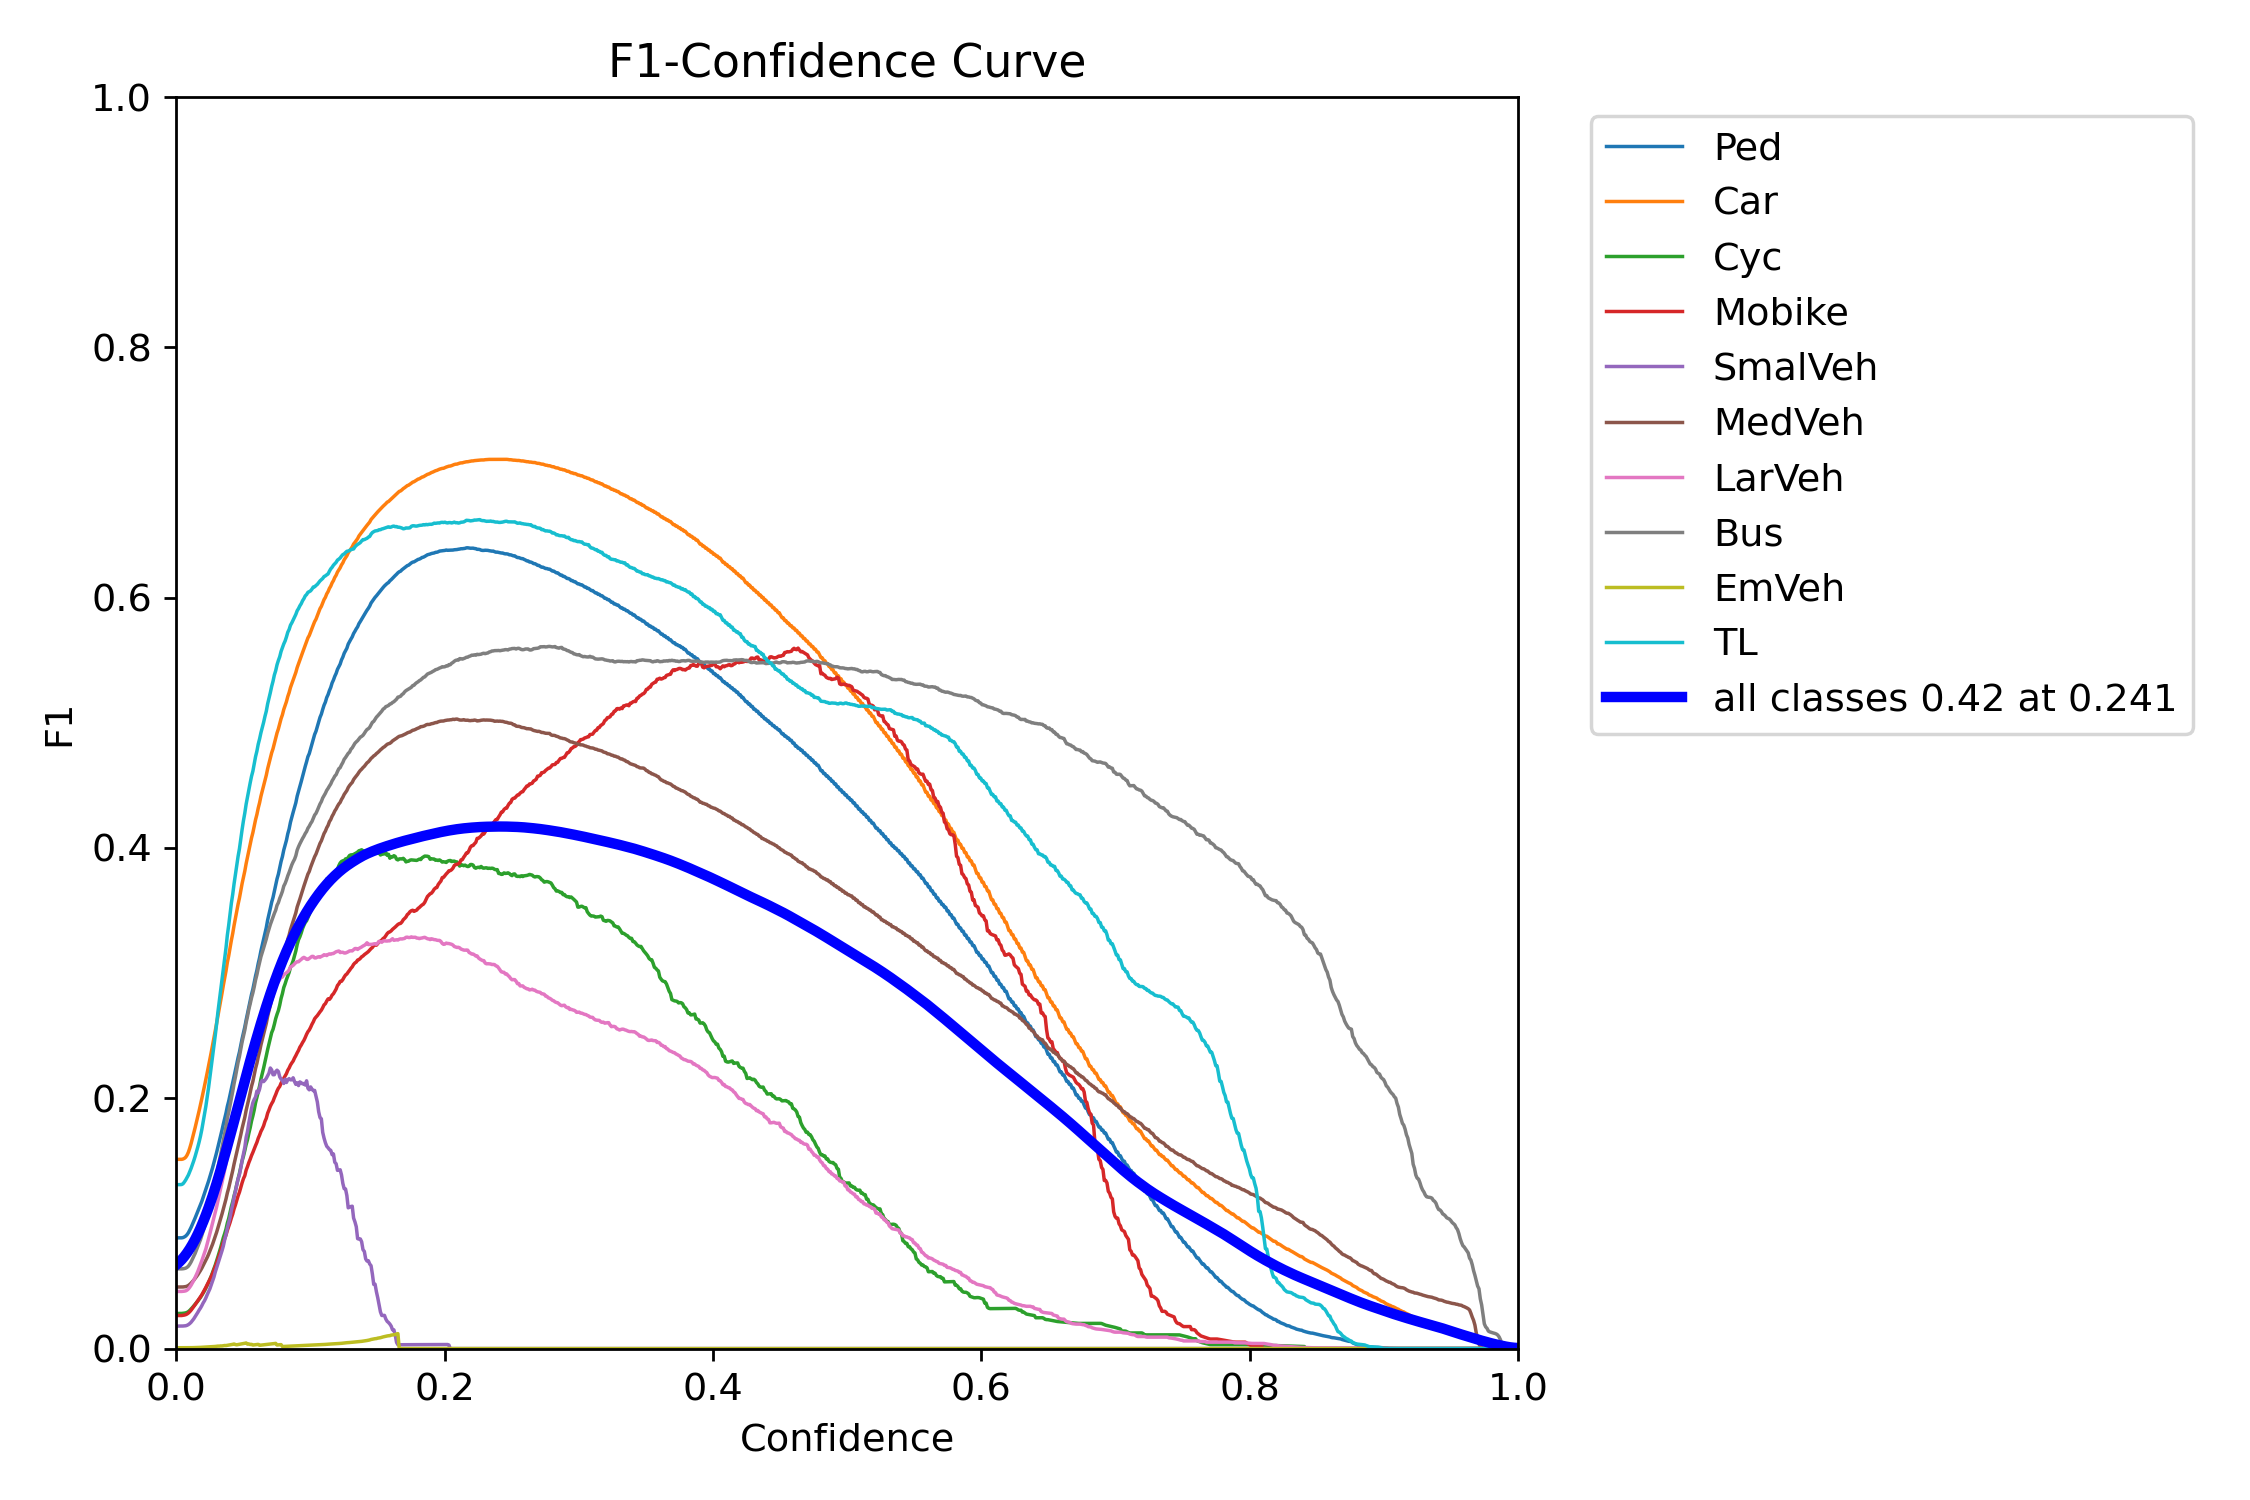 F1-Confidence Curve
1.0
0.8
0.6
0.4
0.2
0.0
F1
0.0 0.2 0.4 0.6 0.8 1.0
Confidence
Ped
Car
Cyc
Mobike
SmalVeh
MedVeh
LarVeh
Bus
EmVeh
TL
all classes 0.42 at 0.241